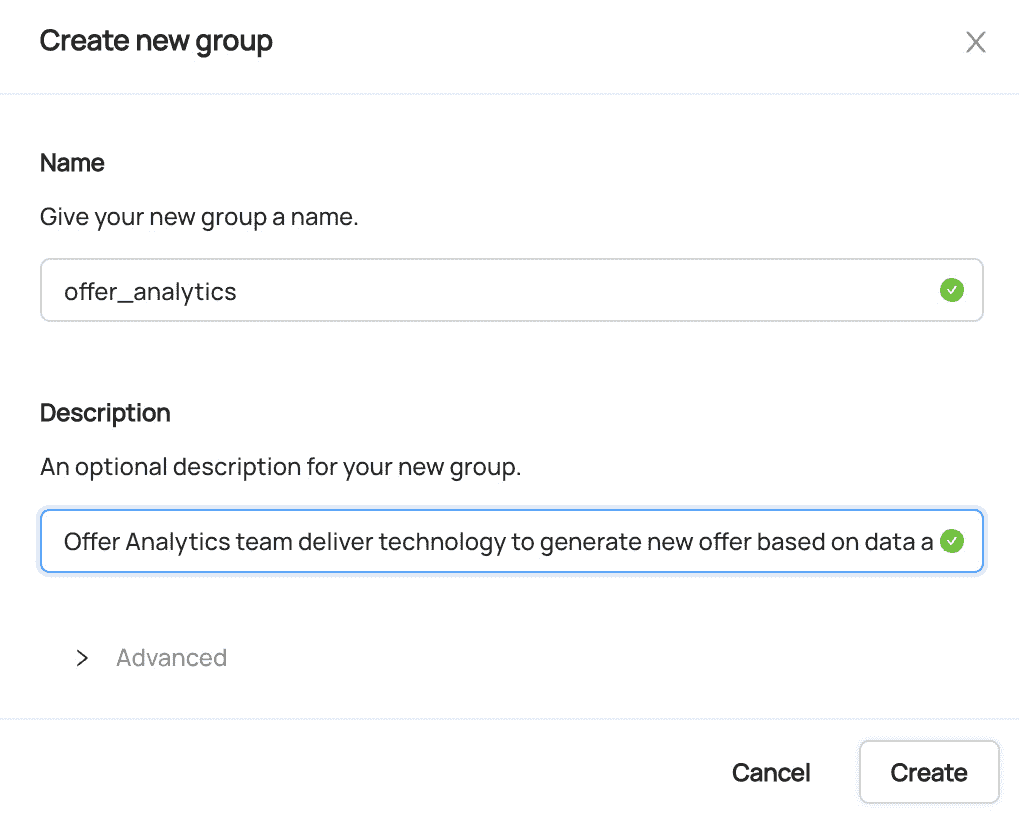 Create new group
Name
Give your new group a name.
offer_analytics
Description
An optional description for your new group.
Offer Analytics team deliver technology to generate new offer based on data a
Advanced
Cancel
Create